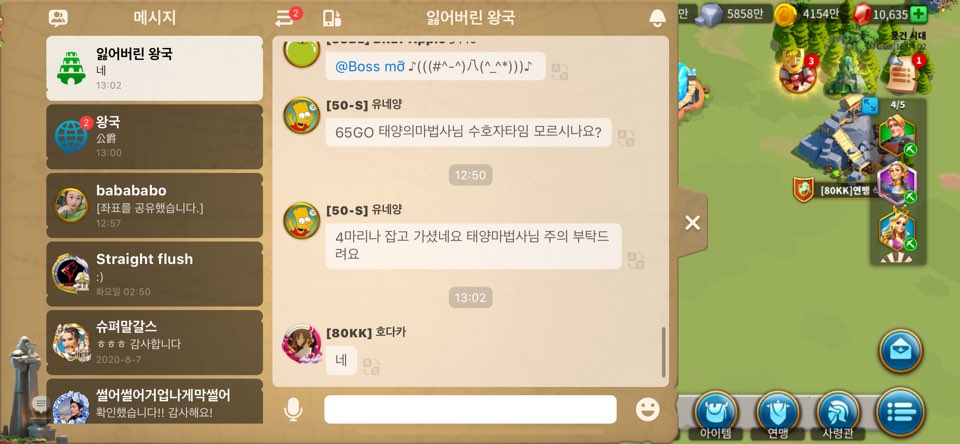 메시지
잃어버린 왕국
네
13:02
2
왕국
公爵
13:00
babababo
[좌표를 공유했습니다.]
12:57
Straight flush
:)
화요일 02:50
슈퍼말갈스
ㅎㅎㅎ 감사합니다
2020-8-7
썰어썰어거업나게막썰어
확인했습니다!! 감사해요!
2
잃어버린 왕국
@Boss mỡ ♪(((#^-^)八(^_^*)))♪
[50-S] 유네양
65GO 태양의마법사님 수호자타임 모르시나요?
12:50
[50-S] 유네양
4마리나 잡고 가셨네요 태양마법사님 주의 부탁드
려요
13:02
[80KK] 호다카
네
만
5858만
4154만
10,635
봉건 시대
3
1
4/5
[80KK]연맹
아이템
연맹
사령관